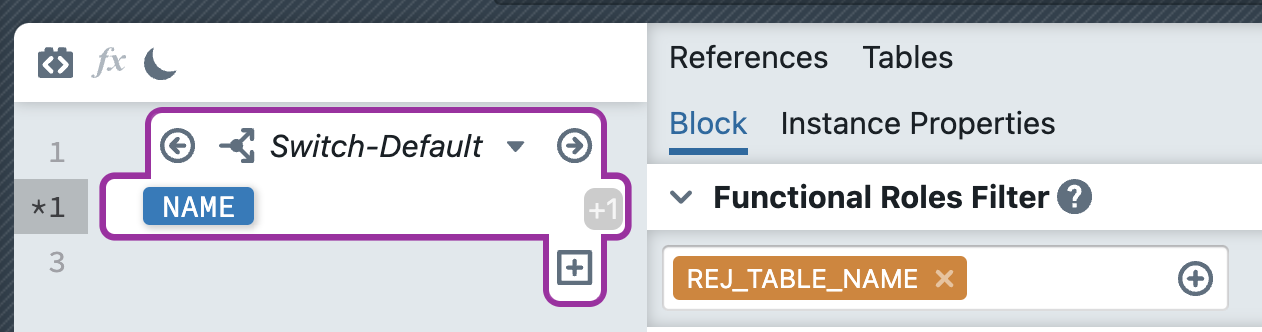 fx
1 Switch-Default
*1 NAME +1
3
References Tables
Block Instance Properties
Functional Roles Filter ?
REJ_TABLE_NAME ×